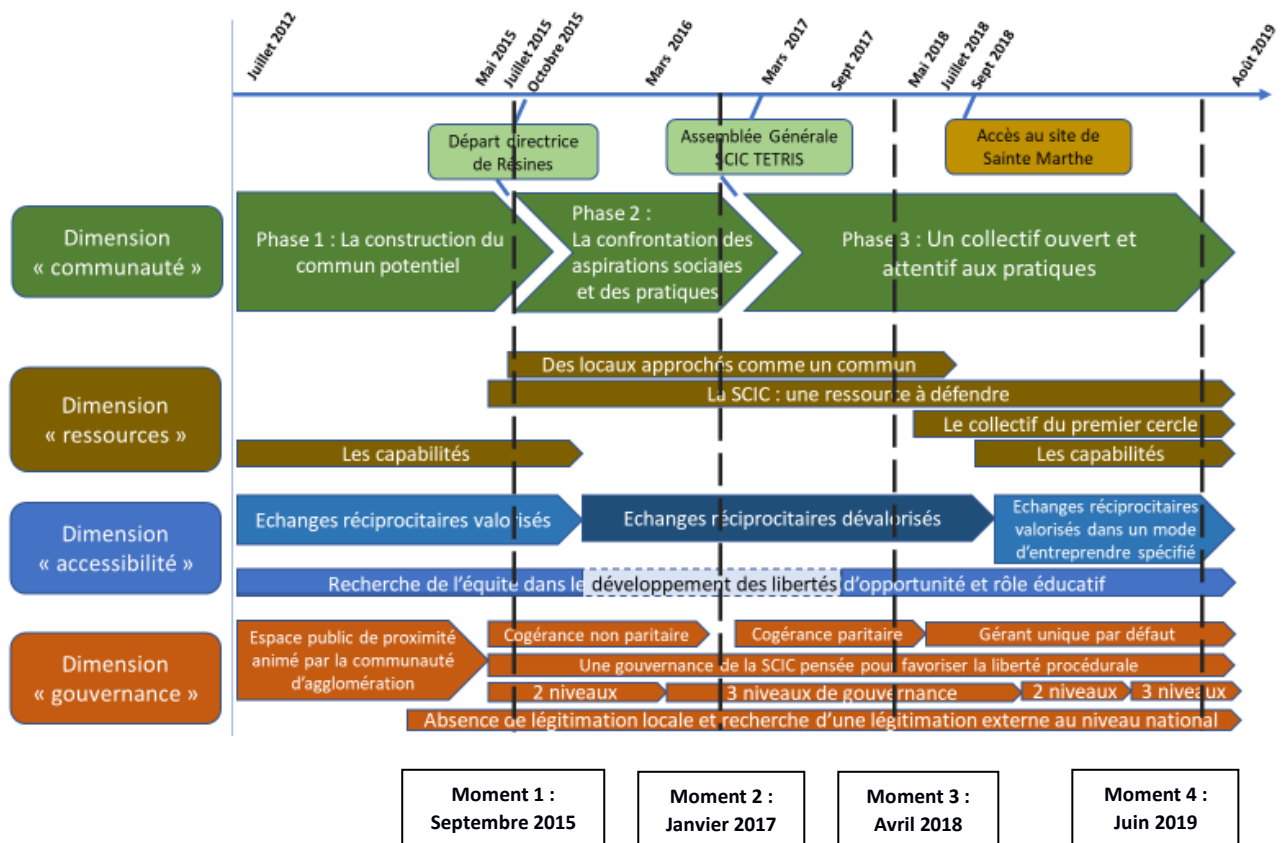 Juillet 2012
Mai 2015
Juillet 2015
Octobre 2015
Mars 2016
Mars 2017
Sept 2017
Mai 2018
Juillet 2018
Sept 2018
Août 2019
Départ directrice
de Résines
Assemblée Générale
SCIC TETRIS
Accès au site de
Sainte Marthe
Dimension
« communauté »
Phase 1 : La construction du
commun potentiel
Phase 2 :
La confrontation des
aspirations sociales
et des pratiques
Phase 3 : Un collectif ouvert et
attentif aux pratiques
Dimension
« ressources »
Des locaux approchés comme un commun
La SCIC : une ressource à défendre
Le collectif du premier cercle
Les capabilités
Les capabilités
Dimension
« accessibilité »
Echanges réciprocitaires valorisés
Echanges réciprocitaires dévalorisés
Echanges réciprocitaires
valorisés dans un mode
d'entreprendre spécifié
Recherche de l'équite dans le développement des libertés d'opportunité et rôle éducatif
Dimension
« gouvernance »
Espace public de proximité
animé par la communauté
d'agglomération
Cogérance non paritaire
Cogérance paritaire
Gérant unique par défaut
Une gouvernance de la SCIC pensée pour favoriser la liberté procédurale
2 niveaux
3 niveaux de gouvernance
2 niveaux
3 niveaux
Absence de légitimation locale et recherche d'une légitimation externe au niveau national
Moment 1 :
Septembre 2015
Moment 2 :
Janvier 2017
Moment 3 :
Avril 2018
Moment 4 :
Juin 2019